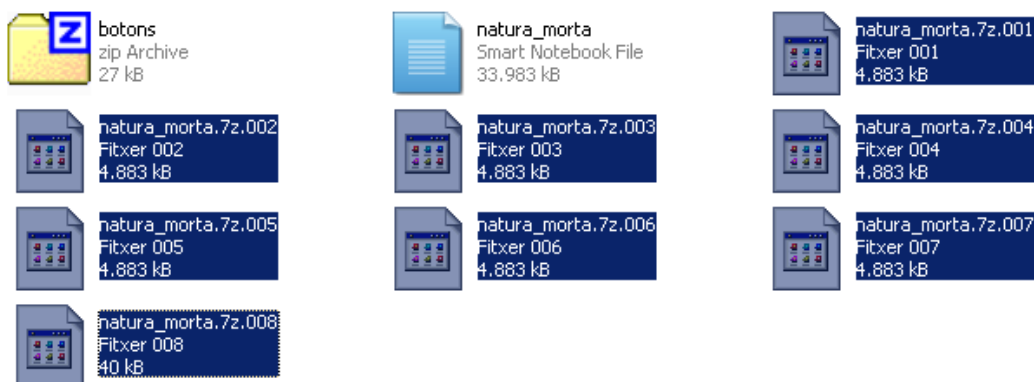 botons
zip Archive
27 kB
natura_morta
Smart Notebook File
33.983 kB
natura_morta.7z.001
Fitxer 001
4.883 kB
natura_morta.7z.002
Fitxer 002
4.883 kB
natura_morta.7z.003
Fitxer 003
4.883 kB
natura_morta.7z.004
Fitxer 004
4.883 kB
natura_morta.7z.005
Fitxer 005
4.883 kB
natura_morta.7z.006
Fitxer 006
4.883 kB
natura_morta.7z.007
Fitxer 007
4.883 kB
natura_morta.7z.008
Fitxer 008
40 kB